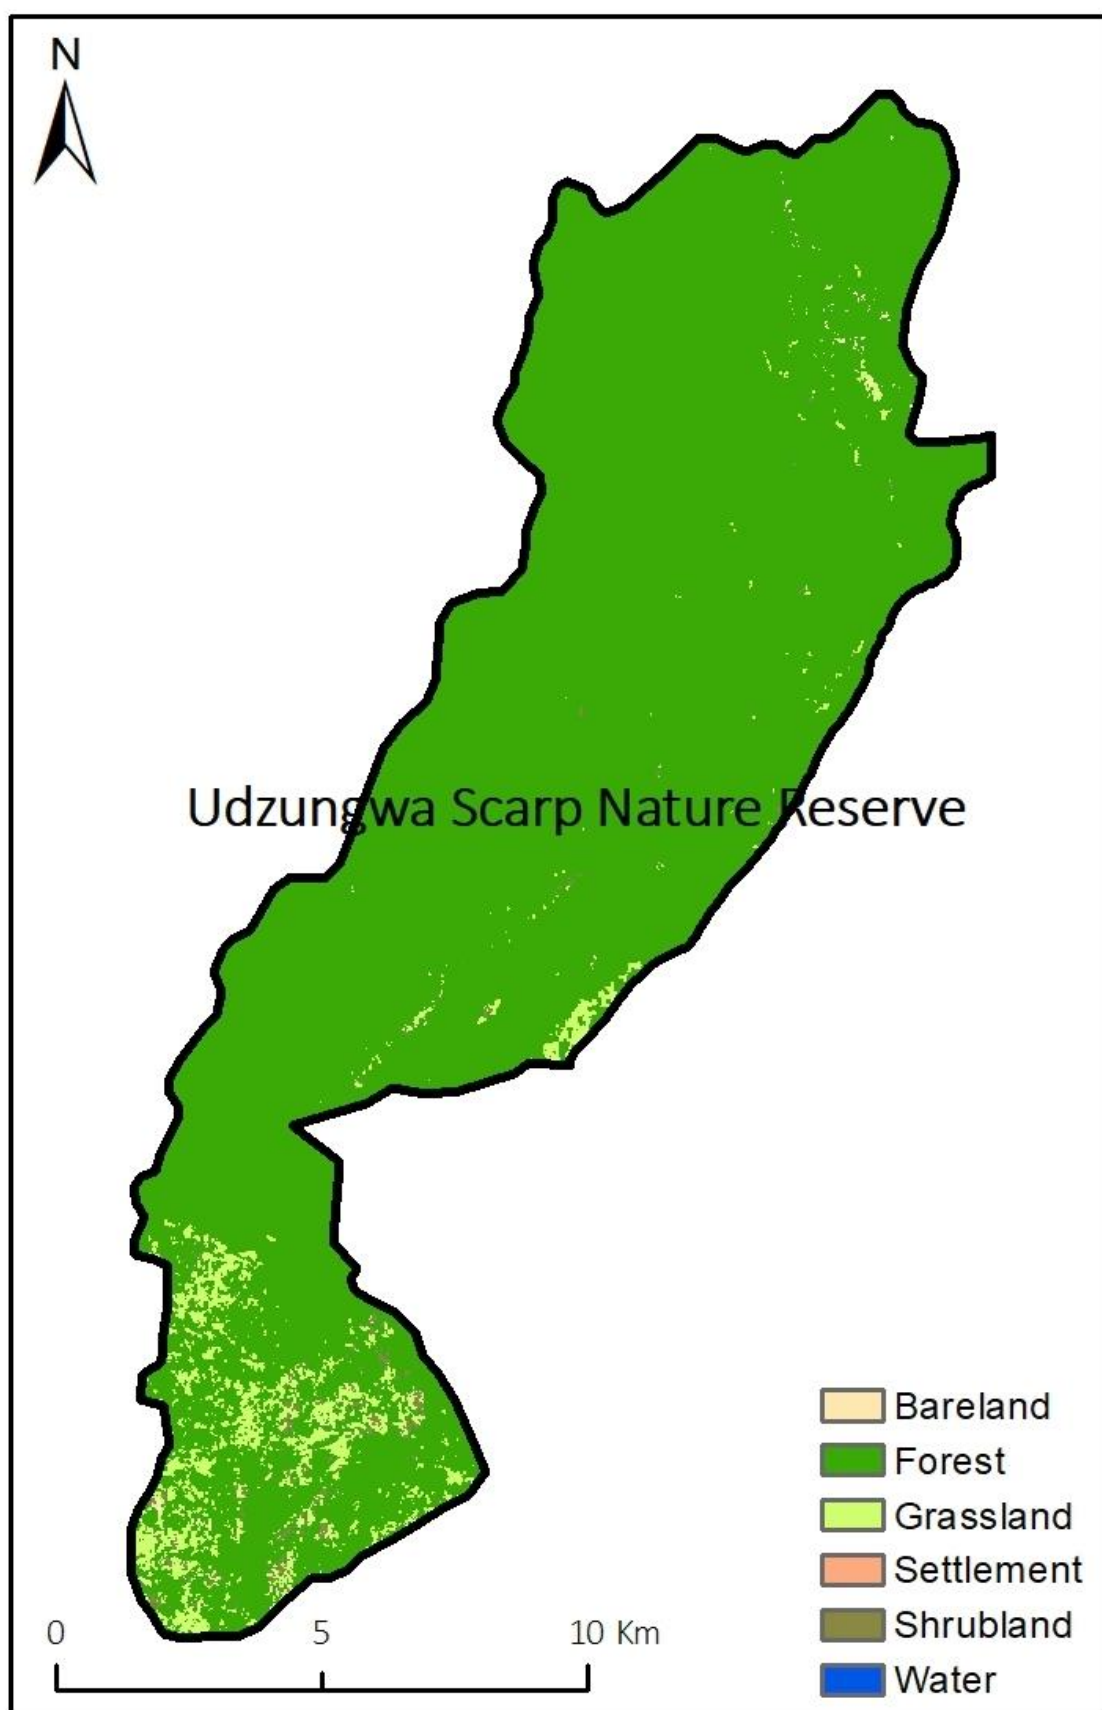 N
Udzungwa Scarp Nature Reserve
Bareland
Forest
Grassland
Settlement
Shrubland
Water
0 5 10 Km